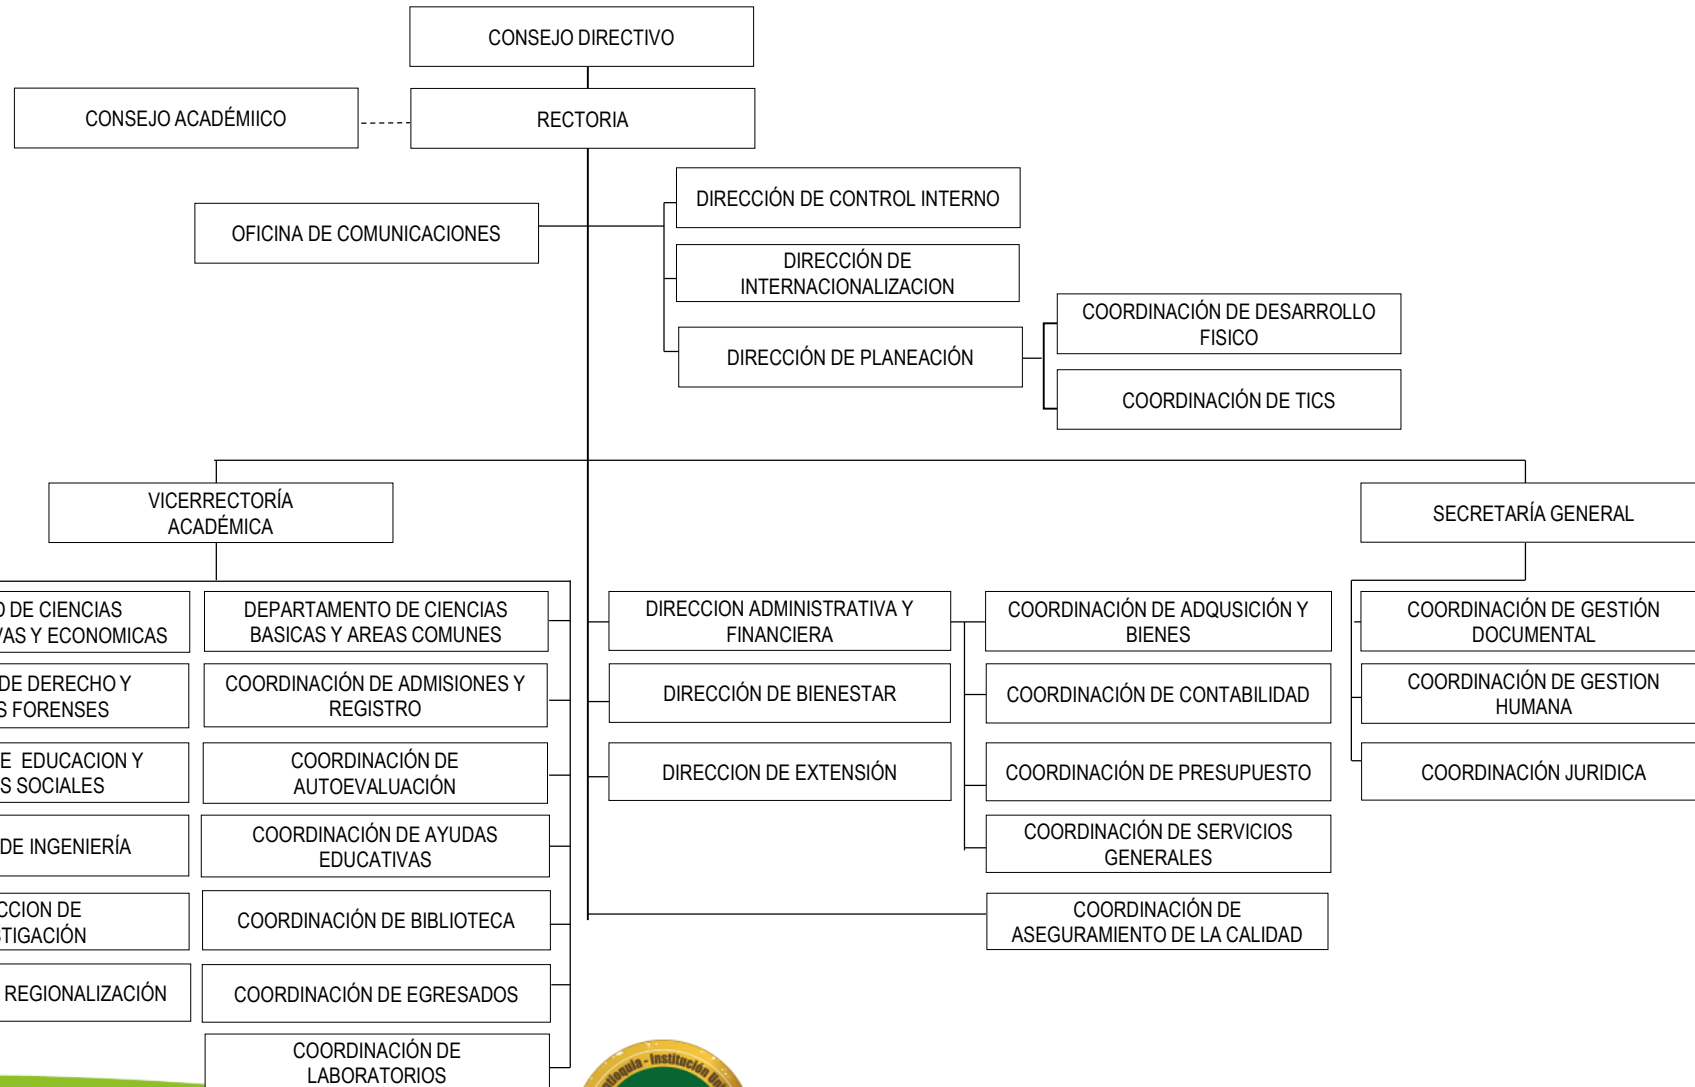 CONSEJO DIRECTIVO
CONSEJO ACADÉMIICO
RECTORIA
DIRECCIÓN DE CONTROL INTERNO
OFICINA DE COMUNICACIONES
DIRECCIÓN DE
INTERNACIONALIZACION
COORDINACIÓN DE DESARROLLO
FISICO
DIRECCIÓN DE PLANEACIÓN
COORDINACIÓN DE TICS
VICERRECTORÍA
ACADÉMICA
SECRETARÍA GENERAL
DE CIENCIAS
Y ECONOMICAS
DE DERECHO Y
FORENSES
EDUCACION Y
SOCIALES
DE INGENIERÍA
DE
REGIONALIZACIÓN
DEPARTAMENTO DE CIENCIAS
BASICAS Y AREAS COMUNES
COORDINACIÓN DE ADMISIONES Y
REGISTRO
COORDINACIÓN DE
AUTOEVALUACIÓN
COORDINACIÓN DE AYUDAS
EDUCATIVAS
COORDINACIÓN DE BIBLIOTECA
COORDINACIÓN DE EGRESADOS
COORDINACIÓN DE
LABORATORIOS
DIRECCION ADMINISTRATIVA Y
FINANCIERA
DIRECCIÓN DE BIENESTAR
DIRECCION DE EXTENSIÓN
COORDINACIÓN DE ADQUSICIÓN Y
BIENES
COORDINACIÓN DE CONTABILIDAD
COORDINACIÓN DE PRESUPUESTO
COORDINACIÓN DE SERVICIOS
GENERALES
COORDINACIÓN DE
ASEGURAMIENTO DE LA CALIDAD
COORDINACIÓN DE GESTIÓN
DOCUMENTAL
COORDINACIÓN DE GESTION
HUMANA
COORDINACIÓN JURIDICA
- Institución